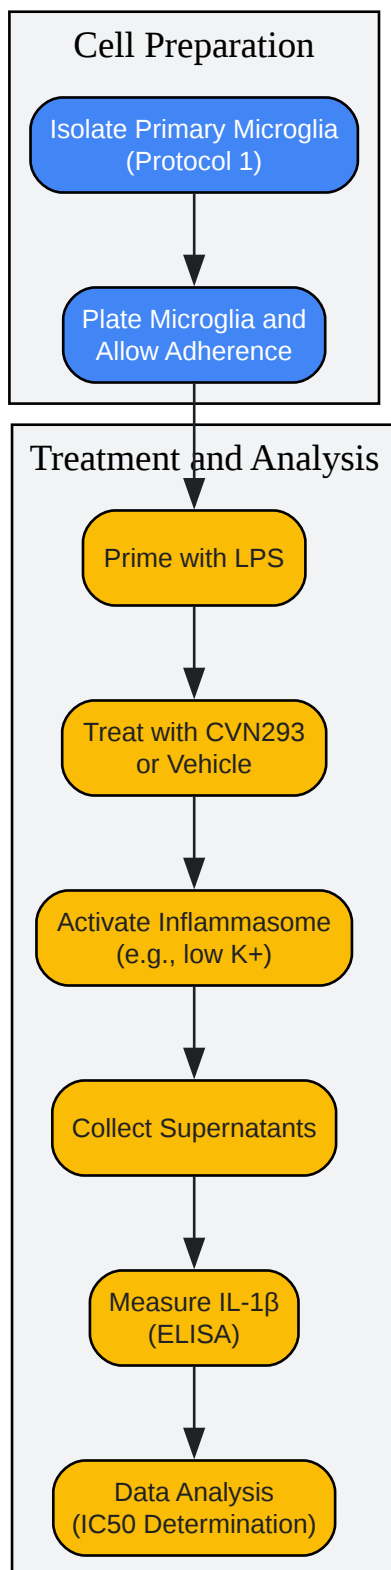 Cell Preparation
Isolate Primary Microglia
(Protocol 1)
Plate Microglia and
Allow Adherence
Treatment and Analysis
Prime with LPS
Treat with CVN293
or Vehicle
Activate Inflammasome
(e.g., low K+)
Collect Supernatants
Measure IL-1β
(ELISA)
Data Analysis
(IC50 Determination)